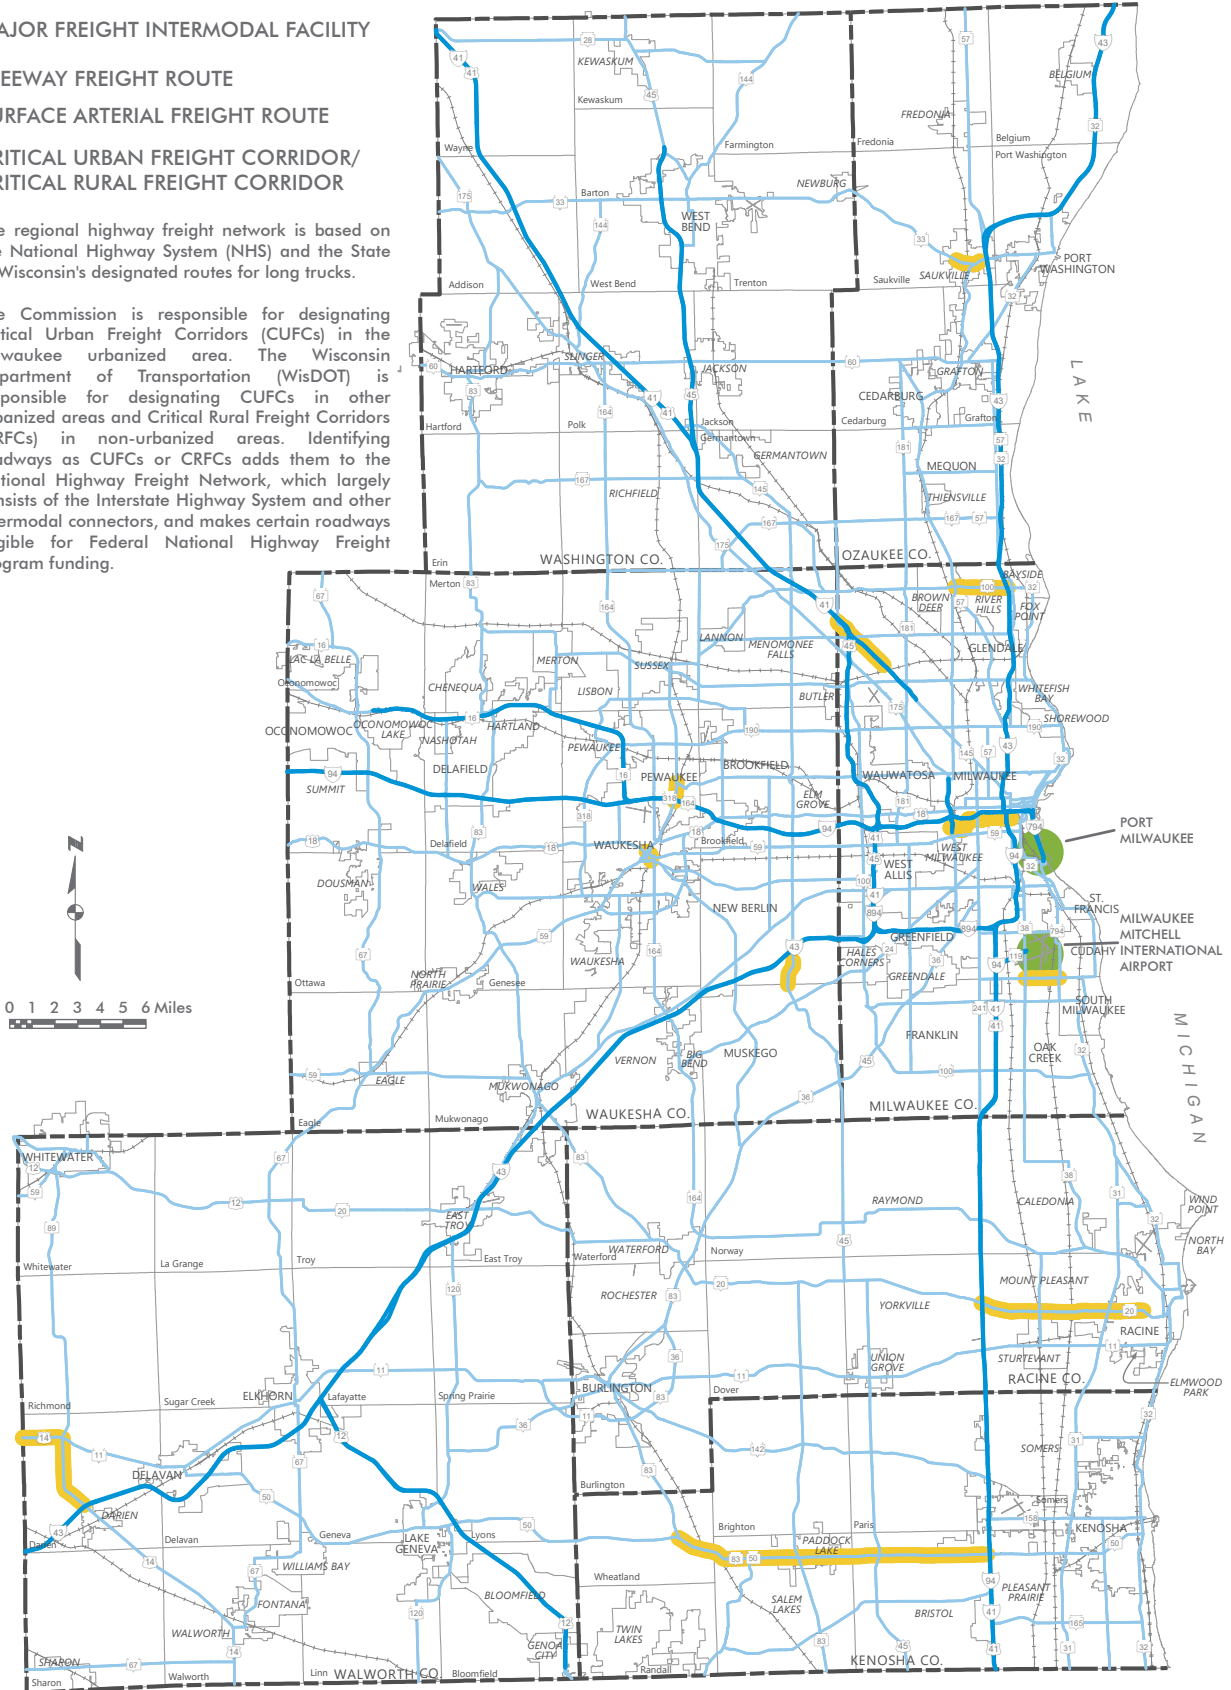 AJOR FREIGHT INTERMODAL FACILITY
EEWAY FREIGHT ROUTE
URFACE ARTERIAL FREIGHT ROUTE
RITICAL URBAN FREIGHT CORRIDOR/
RITICAL RURAL FREIGHT CORRIDOR
e regional highway freight network is based on
e National Highway System (NHS) and the State
Wisconsin's designated routes for long trucks.
e Commission is responsible for designating
tical Urban Freight Corridors (CUFCs) in the
waukee urbanized area. The Wisconsin
partment of Transportation (WisDOT) is
ponsible for designating CUFCs in other
banized areas and Critical Rural Freight Corridors
RFCs) in non-urbanized areas. Identifying
adways as CUFCs or CRFCs adds them to the
tional Highway Freight Network, which largely
nsists of the Interstate Highway System and other
ermodal connectors, and makes certain roadways
gible for Federal National Highway Freight
ogram funding.
KEWASKUM
Kewaskum
Wayne
Farmington
Barton
WEST
BEND
Addison
West Bend
Trenton
HARTFORD
SLINGER
JACKSON
Hartford
Polk
Jackson
Germantown
GERMANTOWN
RICHFIELD
Erin
WASHINGTON CO.
BELGIUM
FREDONIA
Fredonia
Belgium
Port Washington
NEWBURG
SAUKVILLE
Saukville
PORT
WASHINGTON
GRAFTON
CEDARBURG
Cedarburg
Grafton
MEQUON
THIENSVILLE
OZAUKEE CO.
LAKE
MICHIGAN
Merton
LAC LA BELLE
Oconomowoc
OCONOMOWOC
OCONOMOWOC
LAKE
CHENEQUA
MERTON
NASHOTAH
HARTLAND
LISBON
SUSSEX
LANNON
MENOMONEE
FALLS
BUTLER
PEWAUKEE
PEWAUKEE
BROOKFIELD
ELM
GROVE
SUMMIT
DELAFIELD
Delafield
WAUKESHA
Brookfield
DOUSMAN
WALES
NEW BERLIN
WAUKESHA
NORTH
PRAIRIE
Ottawa
Genesee
VERNON
BIG
BEND
MUSKEGO
EAGLE
Eagle
MUKWONAGO
Mukwonago
WAUKESHA CO.
BAYSIDE
BROWN
DEER
RIVER
HILLS
FOX
POINT
GLENDALE
WHITEFISH
BAY
SHOREWOOD
WAUWATOSA
MILWAUKEE
WEST
MILWAUKEE
WEST
ALLIS
PORT
MILWAUKEE
ST.
FRANCIS
MILWAUKEE
MITCHELL
INTERNATIONAL
AIRPORT
GREENFIELD
HALES
CORNERS
GREENDALE
CUDAHY
SOUTH
MILWAUKEE
FRANKLIN
OAK
CREEK
MILWAUKEE CO.
0 1 2 3 4 5 6 Miles
WHITEWATER
Whitewater
La Grange
Troy
EAST
TROY
East Troy
Richmond
Sugar Creek
ELKHORN
Lafayatte
Spring Prairie
DELAVAN
DARIEN
Darien
Delavan
Geneva
WILLIAMS BAY
LAKE
GENEVA
Lyons
BLOOMFIELD
FONTANA
WALWORTH
SHARON
Sharon
Walworth
Linn
WALWORTH CO.
Bloomfield
GENOA
CITY
RAYMOND
CALEDONIA
WIND
POINT
NORTH
BAY
WATERFORD
Waterford
Norway
ROCHESTER
MOUNT PLEASANT
YORKVILLE
RACINE
UNION
GROVE
STURTEVANT
ELMWOOD
PARK
BURLINGTON
Dover
RACINE CO.
Burlington
SOMERS
Somers
Brighton
PADDOCK
LAKE
Paris
KENOSHA
Wheatland
SALEM
LAKES
BRISTOL
PLEASANT
PRAIRIE
TWIN
LAKES
Randall
KENOSHA CO.